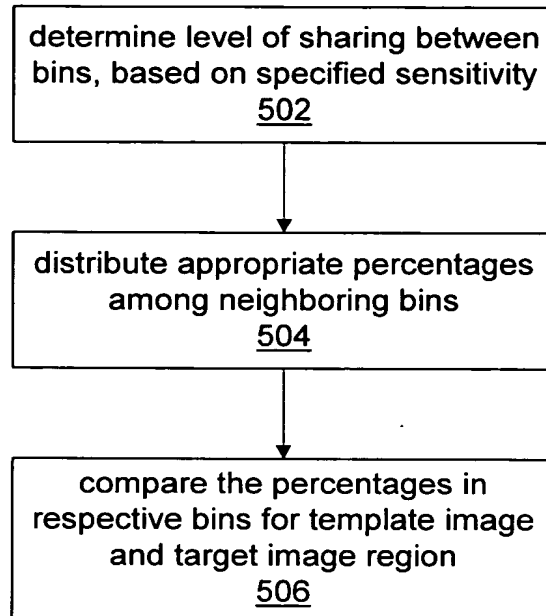 determine level of sharing between
bins, based on specified sensitivity
502
distribute appropriate percentages
among neighboring bins
504
compare the percentages in
respective bins for template image
and target image region
506